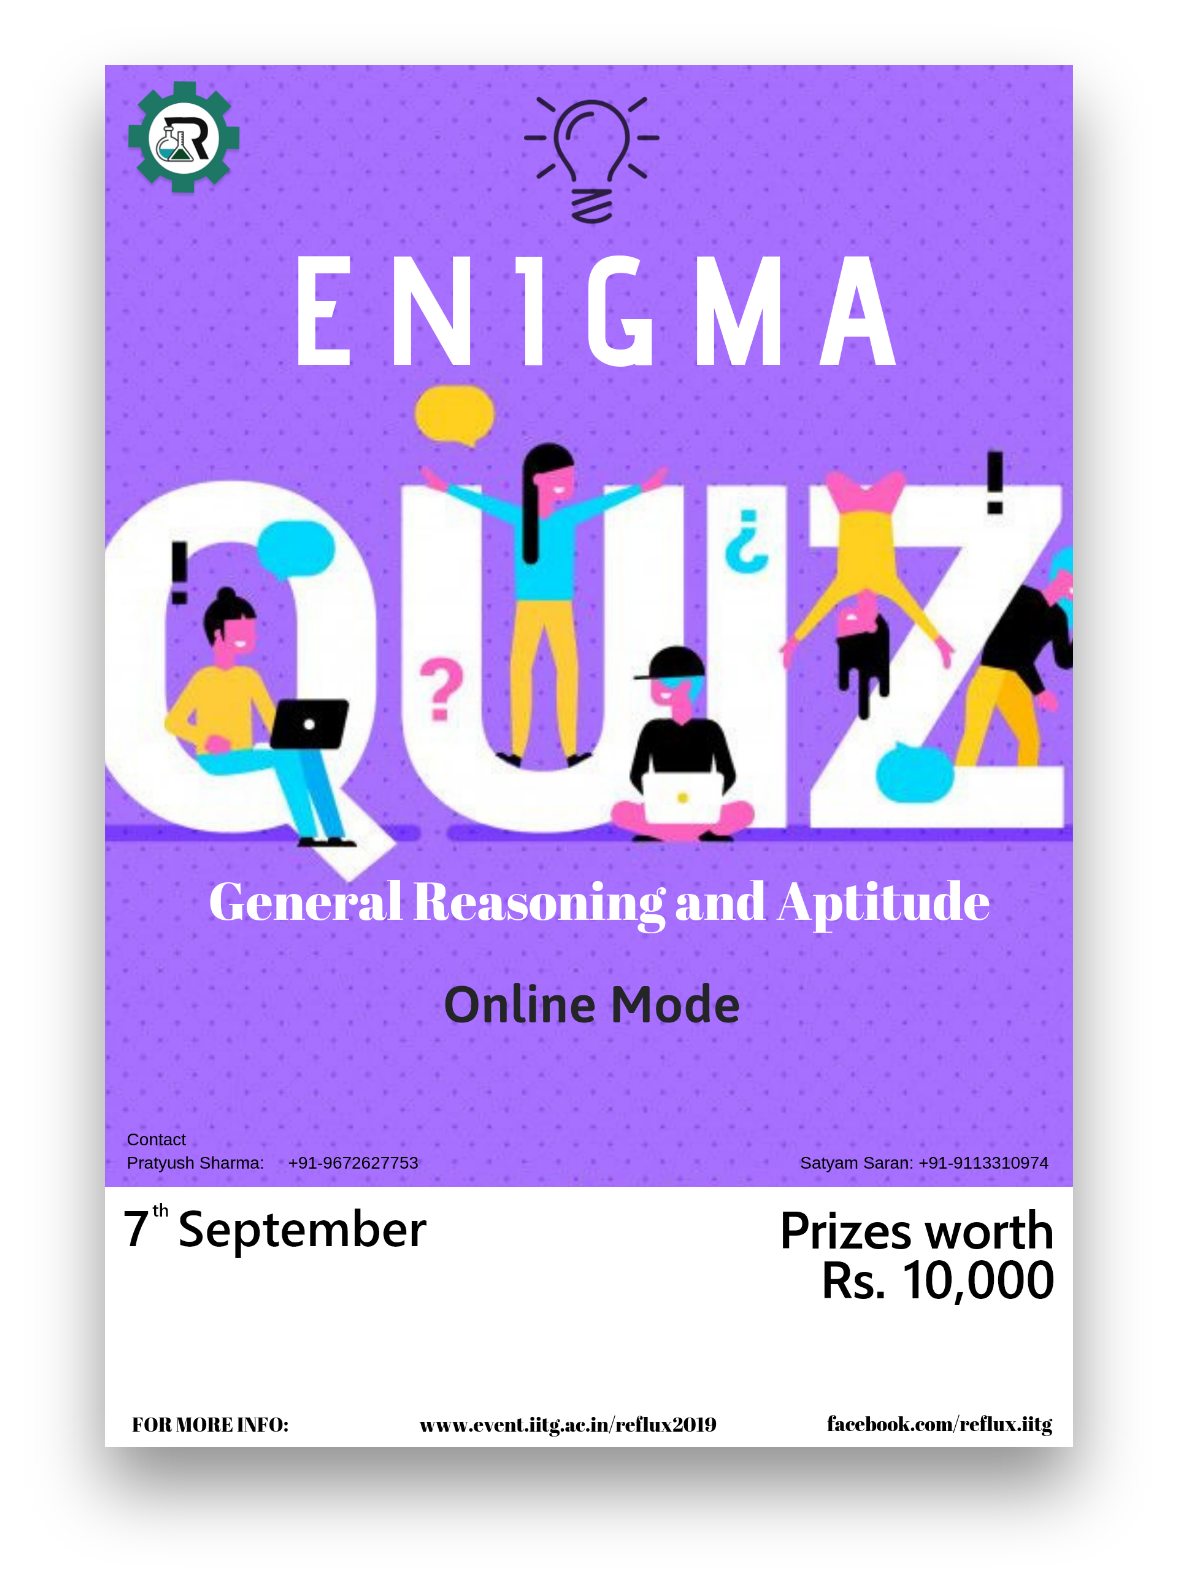 R
EN1GMA
QUIZ
!
?
¿
!
General Reasoning and Aptitude
Online Mode
Contact
Pratyush Sharma: +91-9672627753
Satyam Saran: +91-9113310974
7th September
Prizes worth
Rs. 10,000
FOR MORE INFO: www.event.iitg.ac.in/reflux2019 facebook.com/reflux.iitg